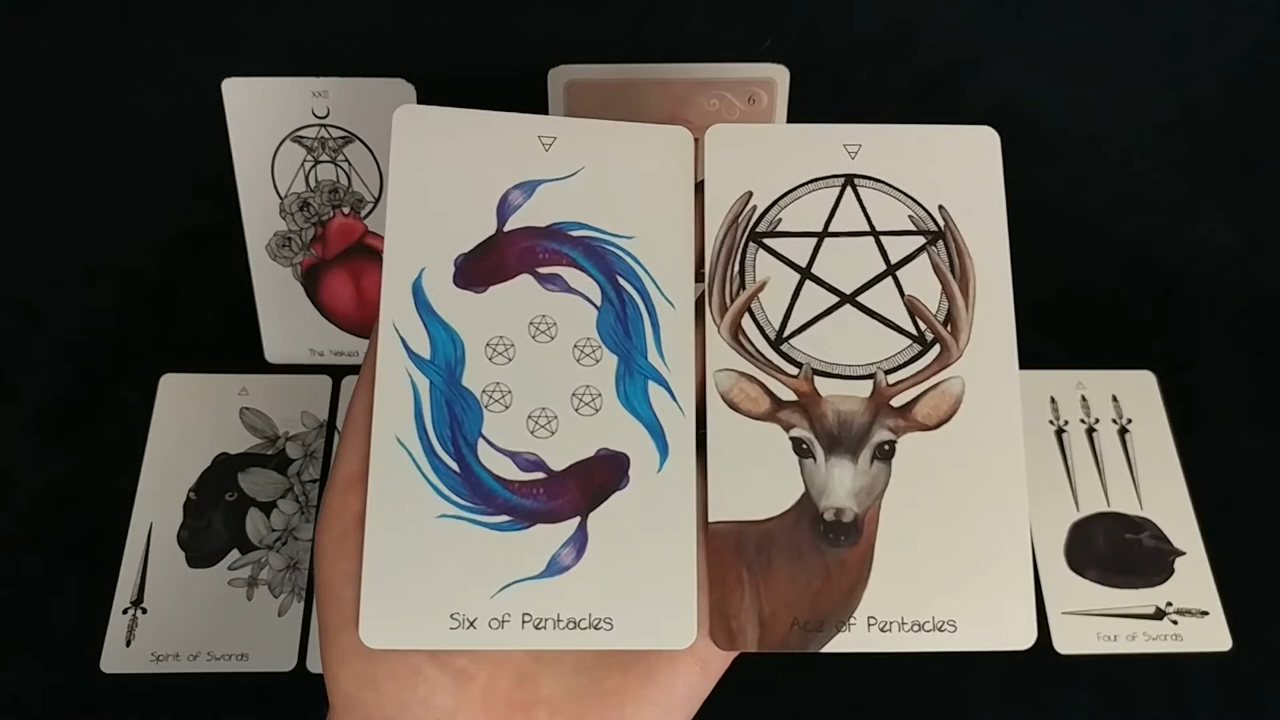 XXII
6
The Naked
Six of Pentacles
Ace of Pentacles
Spirit of Swords
Four of Swords